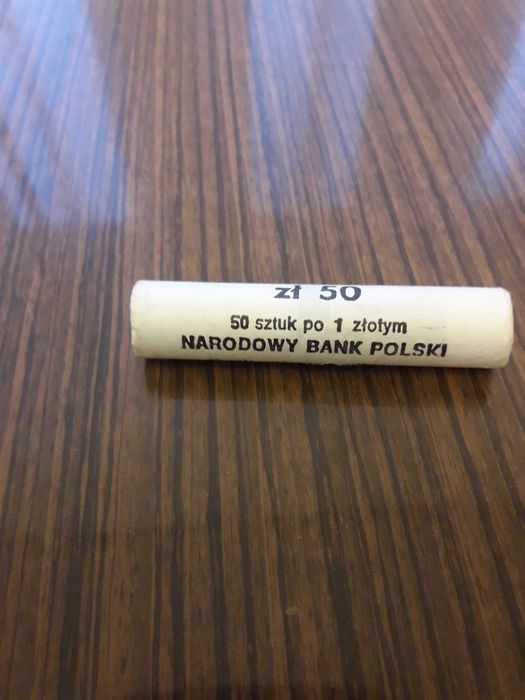 zł 50
50 sztuk po 1 złotym
NARODOWY BANK POLSKI